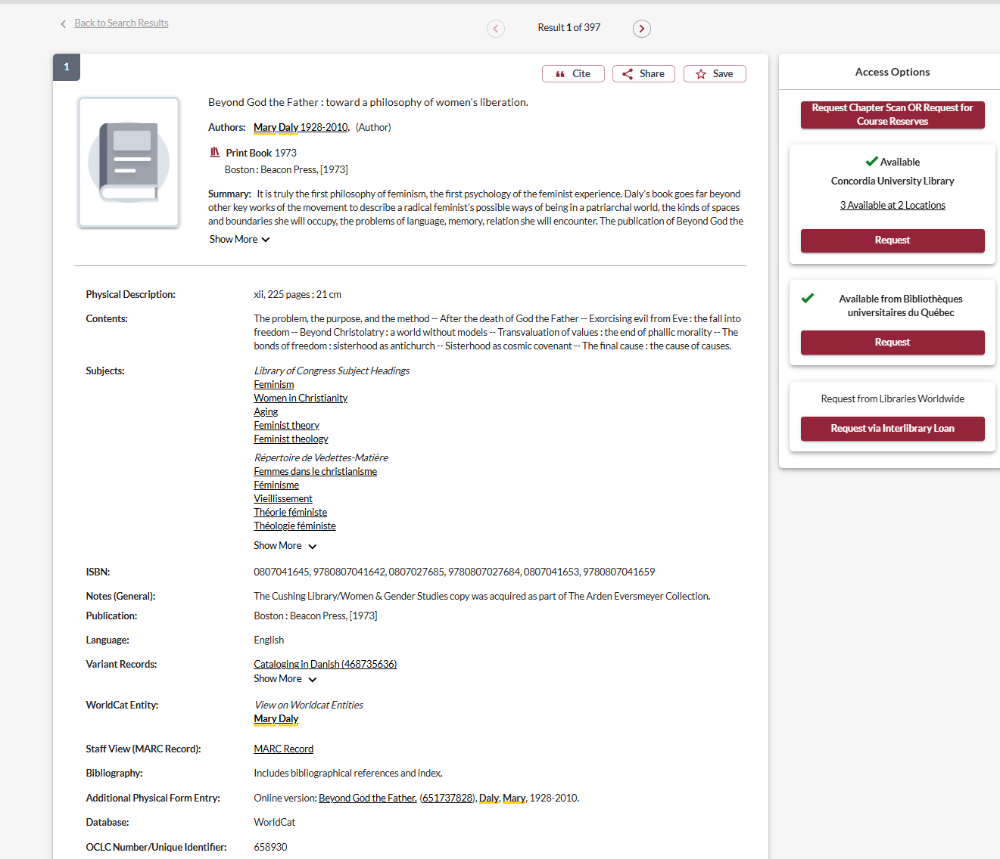 Back to Search Results
Result 1 of 397
1
Cite
Share
Save
Beyond God the Father : toward a philosophy of women's liberation.
Authors: Mary Daly 1928-2010, (Author)
Print Book 1973
Boston : Beacon Press, [1973]
Summary: It is truly the first philosophy of feminism, the first psychology of the feminist experience. Daly's book goes far beyond
other key works of the movement to describe a radical feminist's possible ways of being in a patriarchal world, the kinds of spaces
and boundaries she will occupy, the problems of language, memory, relation she will encounter. The publication of Beyond God the
Show More
Physical Description: xii, 225 pages ; 21 cm
Contents: The problem, the purpose, and the method -- After the death of God the Father -- Exorcising evil from Eve : the fall into
freedom -- Beyond Christolatry : a world without models -- Transvaluation of values : the end of phallic morality -- The
bonds of freedom : sisterhood as antichurch -- Sisterhood as cosmic covenant -- The final cause : the cause of causes.
Subjects: Library of Congress Subject Headings
Feminism
Women in Christianity
Aging
Feminist theory
Feminist theology
Répertoire de Vedettes-Matière
Femmes dans le christianisme
Féminisme
Vieillissement
Théorie féministe
Théologie féministe
Show More
ISBN: 0807041645, 9780807041642, 0807027685, 9780807027684, 0807041653, 9780807041659
Notes (General): The Cushing Library/Women & Gender Studies copy was acquired as part of The Arden Eversmeyer Collection.
Publication: Boston : Beacon Press, [1973]
Language: English
Variant Records: Cataloging in Danish (468735636)
Show More
WorldCat Entity: View on Worldcat Entities
Mary Daly
Staff View (MARC Record): MARC Record
Bibliography: Includes bibliographical references and index.
Additional Physical Form Entry: Online version: Beyond God the Father. (651737828), Daly, Mary, 1928-2010.
Database: WorldCat
OCLC Number/Unique Identifier: 658930
Access Options
Request Chapter Scan OR Request for
Course Reserves
Available
Concordia University Library
3 Available at 2 Locations
Request
Available from Bibliothèques
universitaires du Québec
Request
Request from Libraries Worldwide
Request via Interlibrary Loan